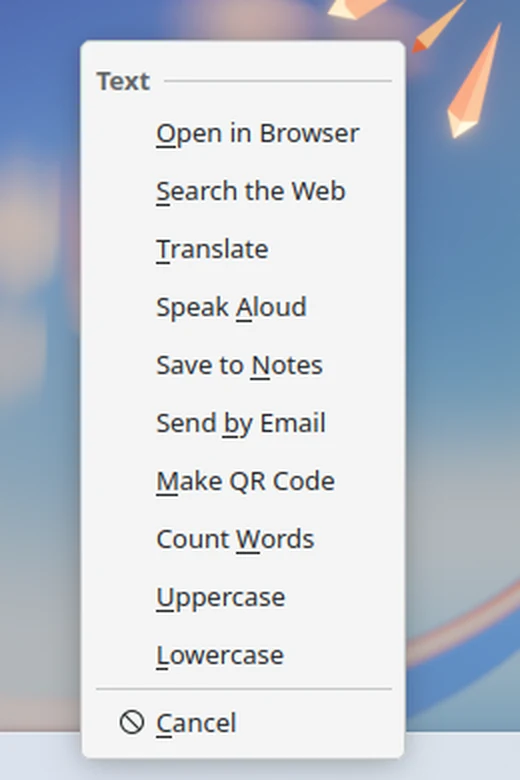 Text
Open in Browser
Search the Web
Translate
Speak Aloud
Save to Notes
Send by Email
Make QR Code
Count Words
Uppercase
Lowercase
Cancel